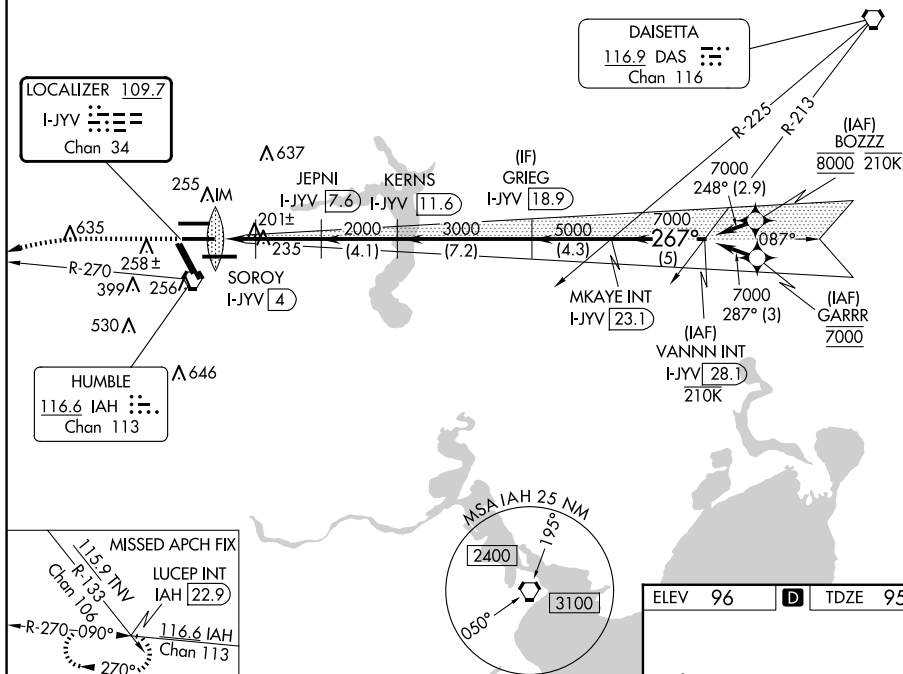 DAISETTA
116.9 DAS
Chan 116
LOCALIZER 109.7
I-JYV
Chan 34
R-225
R-213
(IAF)
BOZZZ
8000 210K
637
255 IM
JEPNI
I-JYV 7.6
KERNS
I-JYV 11.6
(IF)
GRIEG
I-JYV 18.9
7000
248° (2.9)
635
201±
235
2000
(4.1)
3000
(7.2)
5000
(4.3)
7000
267°
(5)
087°
258±
R-270
399
256
SOROY
I-JYV 4
MKAYE INT
I-JYV 23.1
7000
287° (3)
(IAF)
GARRR
7000
530
(IAF)
VANNN INT
I-JYV 28.1
210K
646
HUMBLE
116.6 IAH
Chan 113
MSA IAH 25 NM
195°
2400
3100
050°
MISSED APCH FIX
115.9 TNV
R-133
Chan 106
LUCEP INT
IAH 22.9
R-270
090°
116.6 IAH
Chan 113
270°
ELEV 96 D TDZE 95